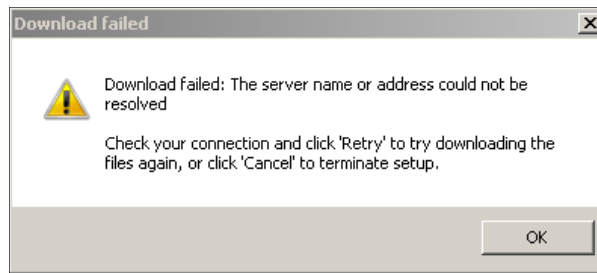 Download failed
Download failed: The server name or address could not be
resolved
Check your connection and click 'Retry' to try downloading the
files again, or click 'Cancel' to terminate setup.
OK